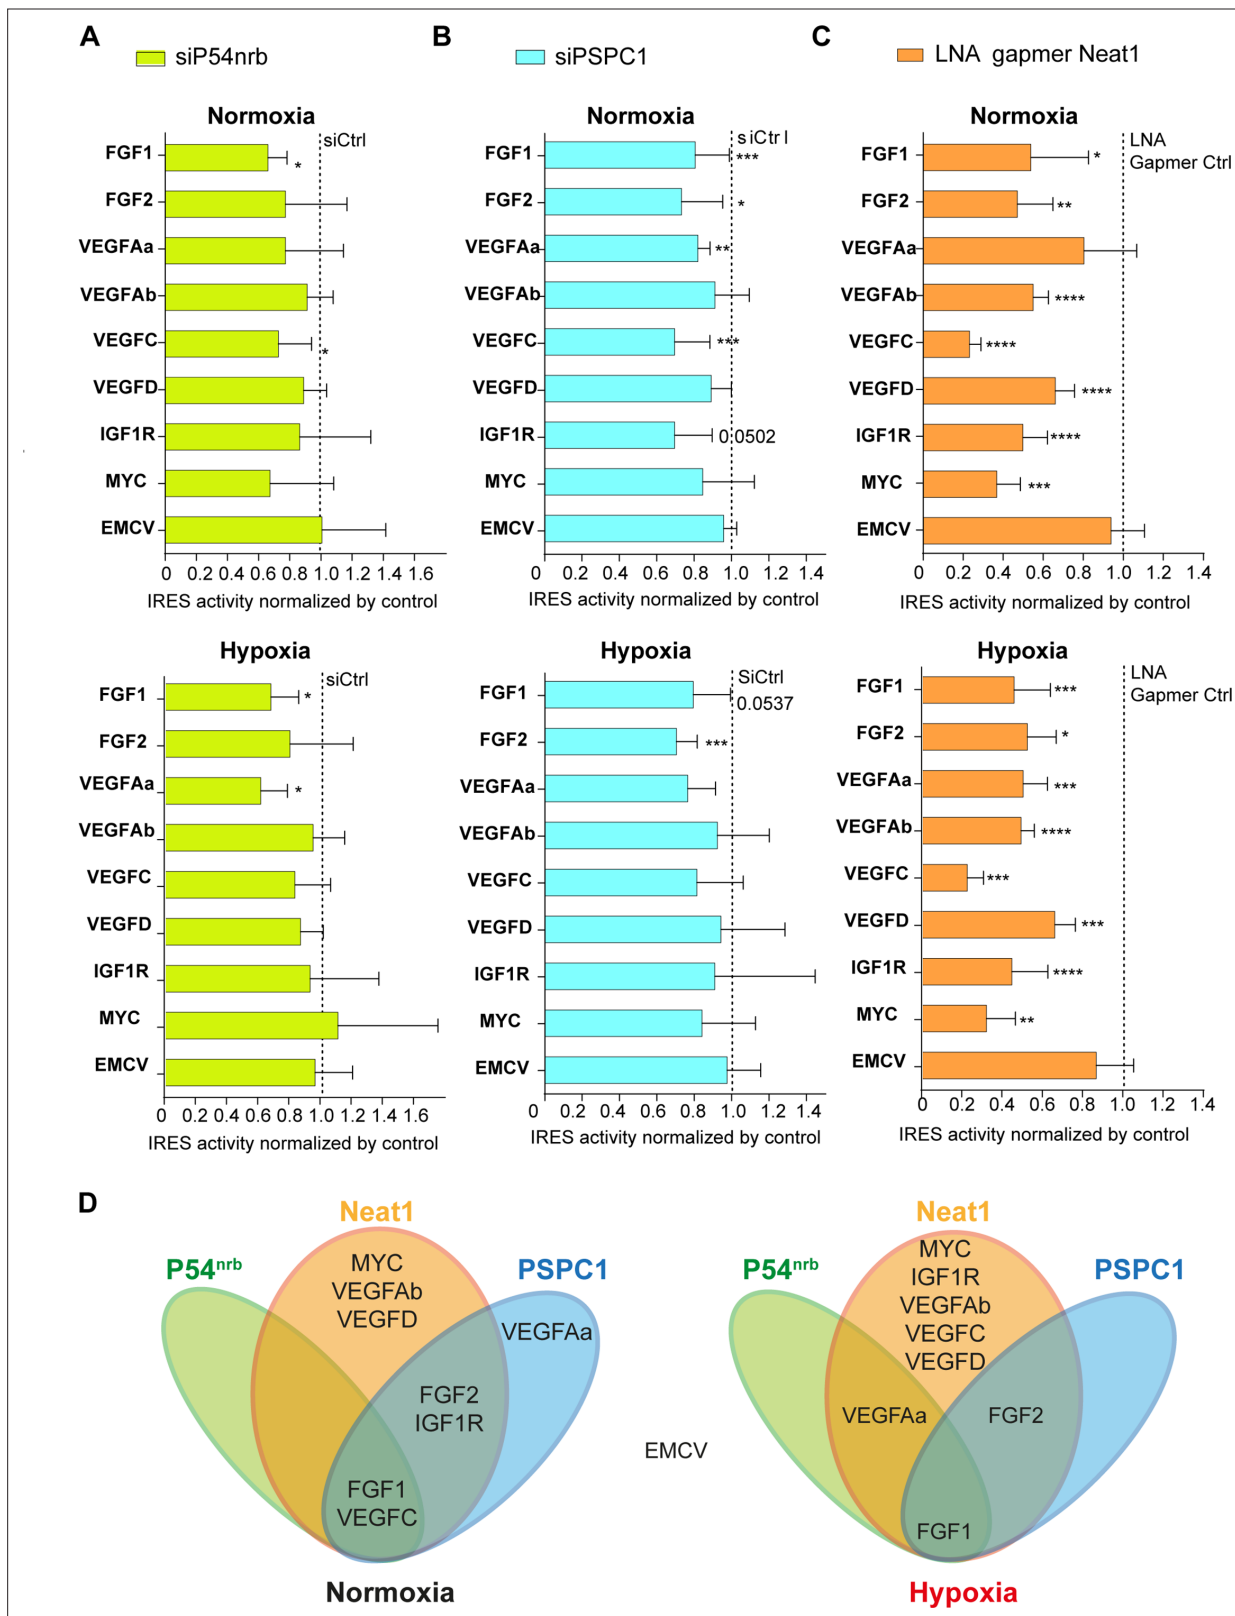 A
siP54nrb
B
siPSPC1
C
LNA gapmer Neat1
Normoxia
siCtrl
FGF1
*
FGF2
VEGFAa
VEGFAb
VEGFC
*
VEGFD
IGF1R
MYC
EMCV
0 0.2 0.4 0.6 0.8 1.0 1.2 1.4 1.6
IRES activity normalized by control
Normoxia
siCtrl
FGF1
***
FGF2
*
VEGFAa
**
VEGFAb
VEGFC
***
VEGFD
IGF1R
0.0502
MYC
EMCV
0 0.2 0.4 0.6 0.8 1.0 1.2 1.4
IRES activity normalized by control
Normoxia
LNA
Gapmer Ctrl
FGF1
*
FGF2
**
VEGFAa
VEGFAb
****
VEGFC
****
VEGFD
****
IGF1R
****
MYC
***
EMCV
0 0.2 0.4 0.6 0.8 1.0 1.2 1.4
IRES activity normalized by control
Hypoxia
siCtrl
FGF1
*
FGF2
VEGFAa
*
VEGFAb
VEGFC
VEGFD
IGF1R
MYC
EMCV
0 0.2 0.4 0.6 0.8 1.0 1.2 1.4 1.6
IRES activity normalized by control
Hypoxia
SiCtrl
FGF1
0.0537
FGF2
***
VEGFAa
VEGFAb
VEGFC
VEGFD
IGF1R
MYC
EMCV
0 0.2 0.4 0.6 0.8 1.0 1.2 1.4
IRES activity normalized by control
Hypoxia
LNA
Gapmer Ctrl
FGF1
***
FGF2
*
VEGFAa
***
VEGFAb
****
VEGFC
***
VEGFD
***
IGF1R
****
MYC
**
EMCV
0 0.2 0.4 0.6 0.8 1.0 1.2 1.4
IRES activity normalized by control
D
Neat1
P54nrb
PSPC1
MYC
VEGFAb
VEGFD
VEGFAa
FGF2
IGF1R
FGF1
VEGFC
Normoxia
EMCV
Neat1
P54nrb
PSPC1
MYC
IGF1R
VEGFAb
VEGFC
VEGFD
VEGFAa
FGF2
FGF1
Hypoxia